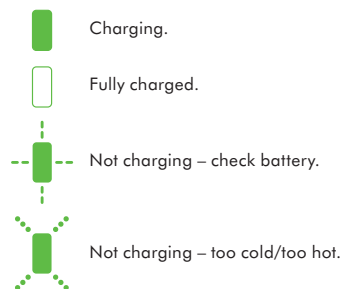 Charging.
Fully charged.
Not charging – check battery.
Not charging – too cold/too hot.